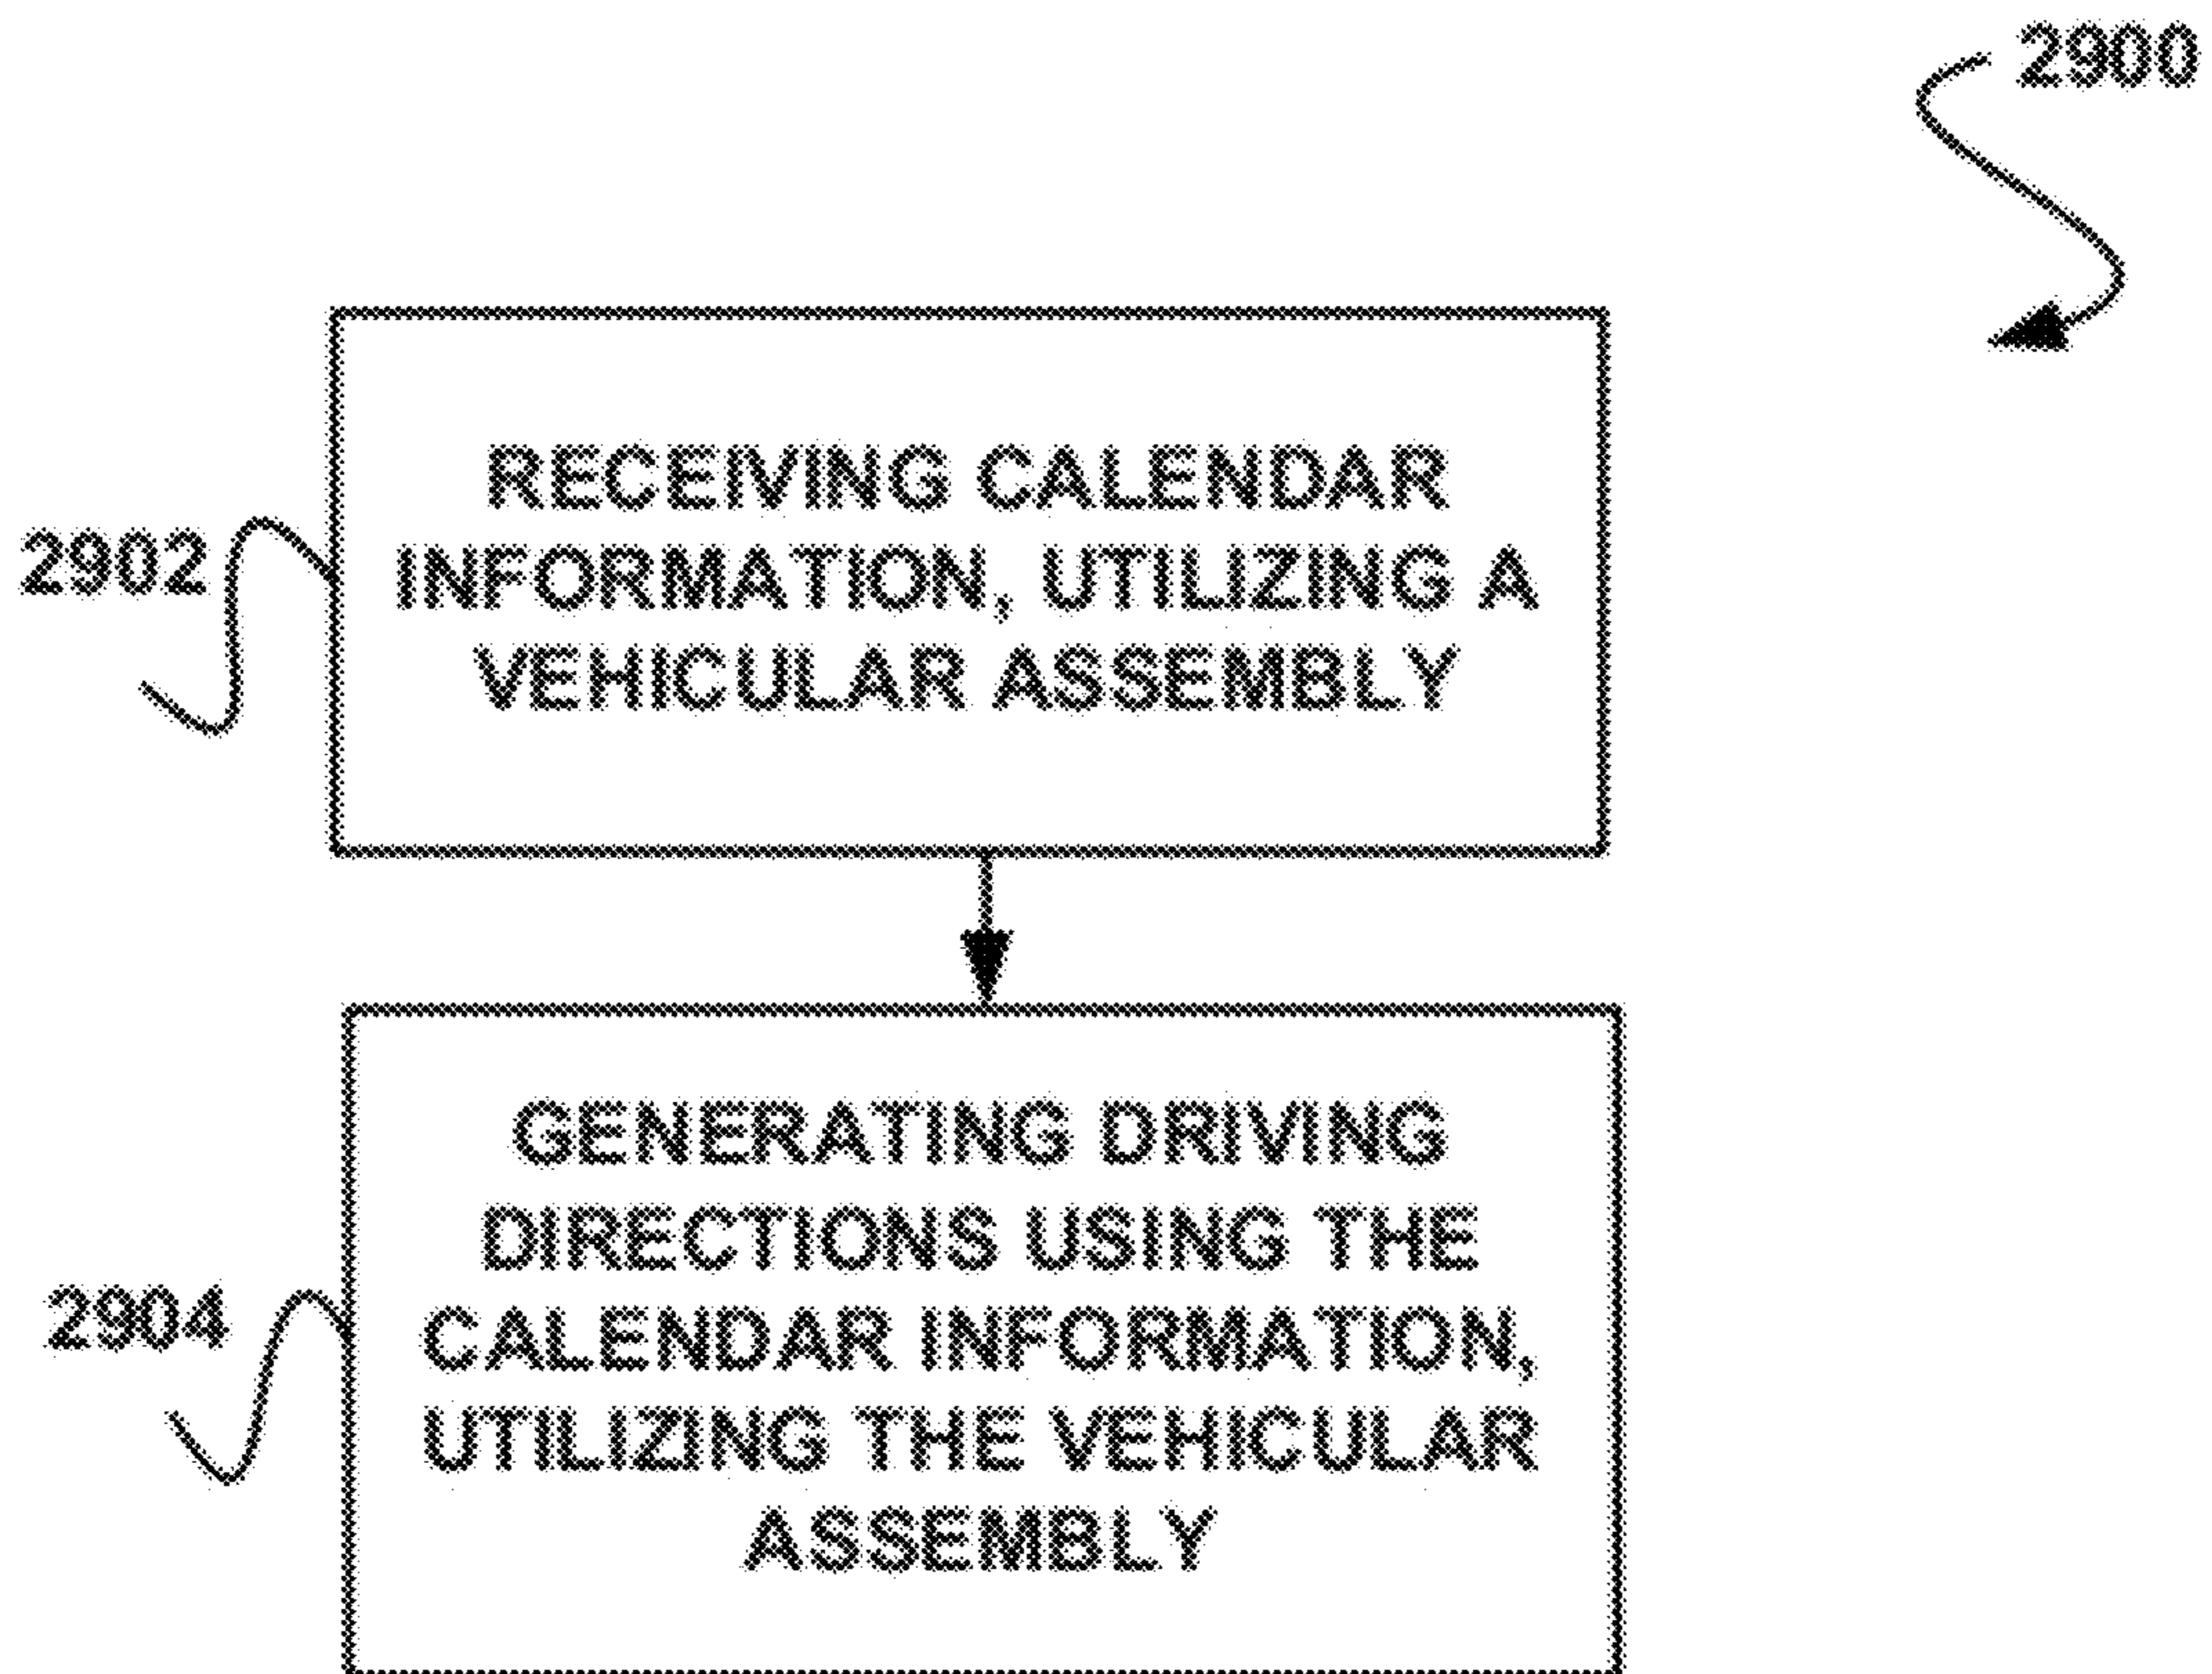 2900
RECEIVING CALENDAR
INFORMATION, UTILIZING A
VEHICULAR ASSEMBLY
2902
GENERATING DRIVING
DIRECTIONS USING THE
CALENDAR INFORMATION,
UTILIZING THE VEHICULAR
ASSEMBLY
2904